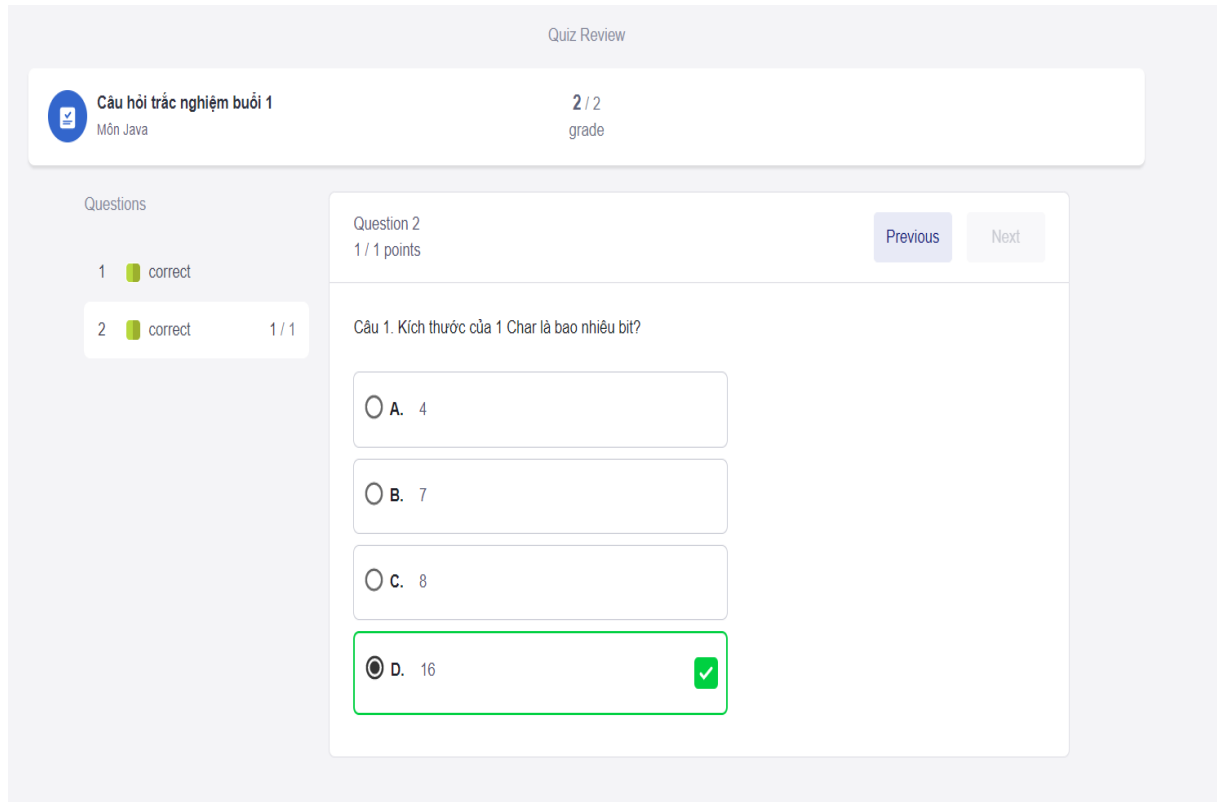 Quiz Review
Câu hỏi trắc nghiệm buổi 1
Môn Java
2 / 2
grade
Questions
1 correct
2 correct 1 / 1
Question 2
1 / 1 points
Previous Next
Câu 1. Kích thước của 1 Char là bao nhiêu bit?
A. 4
B. 7
C. 8
D. 16